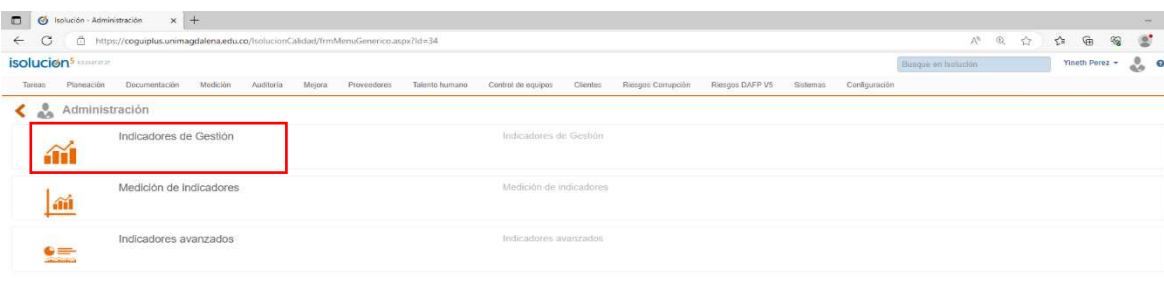 Isolución - Administración
https://coguiplus.unimagdalena.edu.co/IsolucionCalidad/frmMenuGenerico.aspx?Id=34
isolución5
Busque en Isolución
Yineth Perez
Tareas Planeación Documentación Medición Auditoría Mejora Proveedores Talento humano Control de equipos Clientes Riesgos Corrupción Riesgos DAFP V5 Sistemas Configuración
Administración
Indicadores de Gestión Indicadores de Gestión
Medición de indicadores Medición de indicadores
Indicadores avanzados Indicadores avanzados